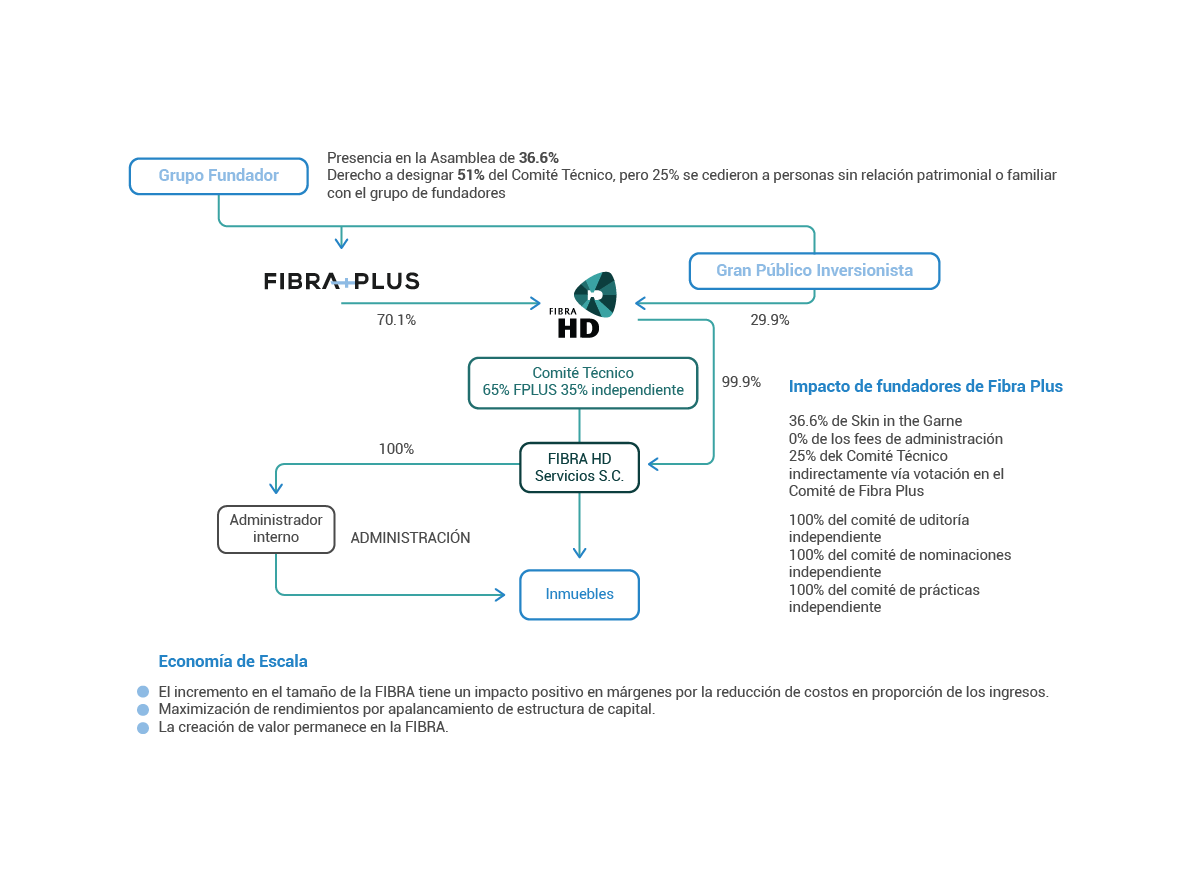 Grupo Fundador
Presencia en la Asamblea de 36.6%
Derecho a designar 51% del Comité Técnico, pero 25% se cedieron a personas sin relación patrimonial o familiar
con el grupo de fundadores
FIBRA+PLUS
Gran Público Inversionista
70.1%
FIBRA
HD
29.9%
Comité Técnico
65% FPLUS 35% independiente
99.9%
Impacto de fundadores de Fibra Plus
36.6% de Skin in the Garne
0% de los fees de administración
25% dek Comité Técnico
indirectamente vía votación en el
Comité de Fibra Plus
100% del comité de uditoría
independiente
100% del comité de nominaciones
independiente
100% del comité de prácticas
independiente
100%
FIBRA HD
Servicios S.C.
Administrador
interno
ADMINISTRACIÓN
Inmuebles
Economía de Escala
El incremento en el tamaño de la FIBRA tiene un impacto positivo en márgenes por la reducción de costos en proporción de los ingresos.
Maximización de rendimientos por apalancamiento de estructura de capital.
La creación de valor permanece en la FIBRA.